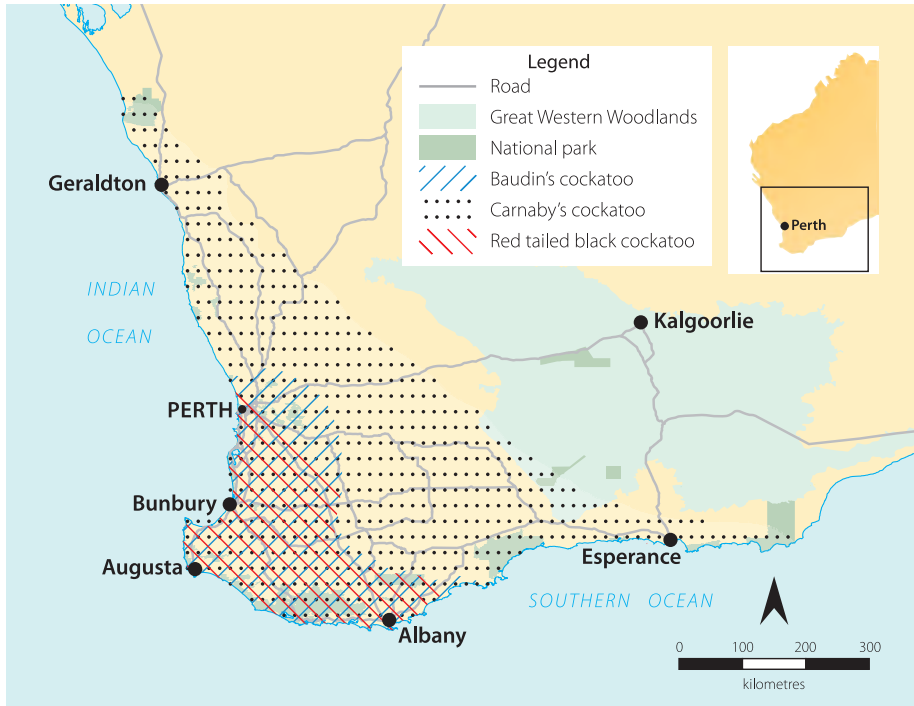 Legend
Road
Great Western Woodlands
National park
Baudin's cockatoo
Carnaby's cockatoo
Red tailed black cockatoo
Perth
Geraldton
INDIAN
OCEAN
Kalgoorlie
PERTH
Bunbury
Augusta
Esperance
SOUTHERN OCEAN
Albany
0 100 200 300
kilometres